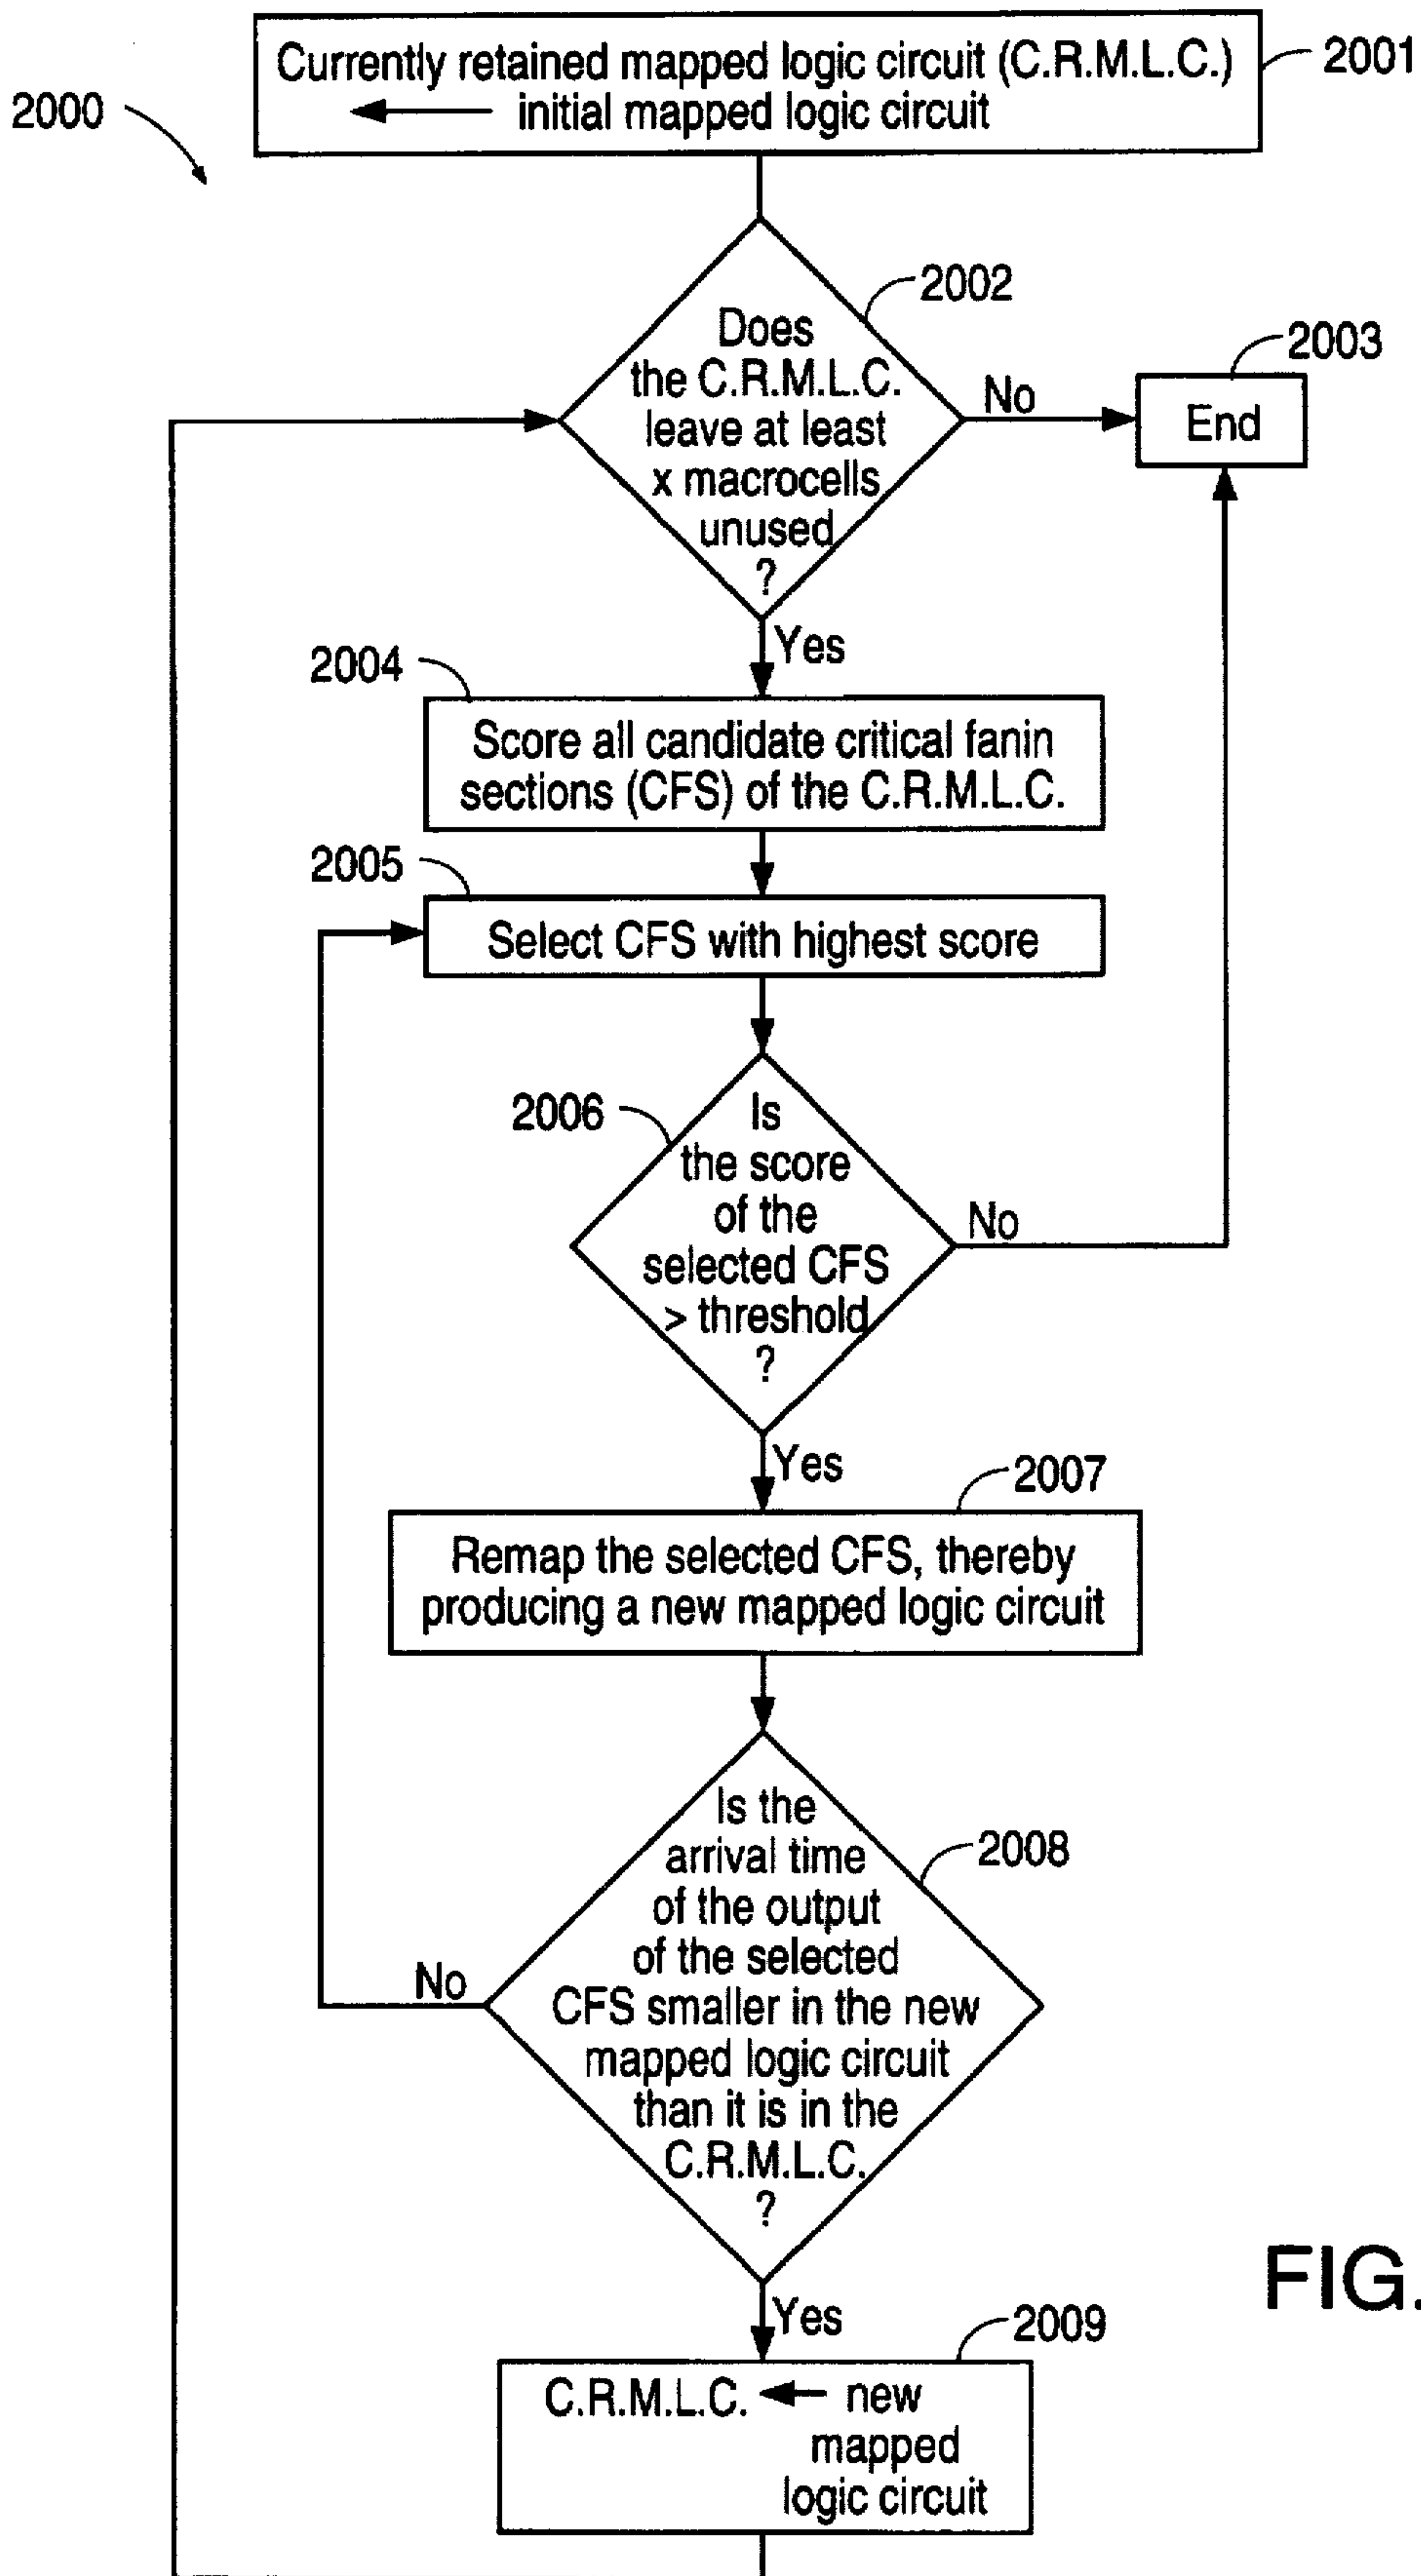 Currently retained mapped logic circuit (C.R.M.L.C.)
initial mapped logic circuit
2001
2000
2002
Does
the C.R.M.L.C.
leave at least
x macrocells
unused
?
No
2003
End
Yes
2004
Score all candidate critical fanin
sections (CFS) of the C.R.M.L.C.
2005
Select CFS with highest score
2006
Is
the score
of the
selected CFS
> threshold
?
No
Yes
2007
Remap the selected CFS, thereby
producing a new mapped logic circuit
2008
Is the
arrival time
of the output
of the selected
CFS smaller in the new
mapped logic circuit
than it is in the
C.R.M.L.C.
?
No
Yes
FIG.
2009
C.R.M.L.C. ← new
mapped
logic circuit